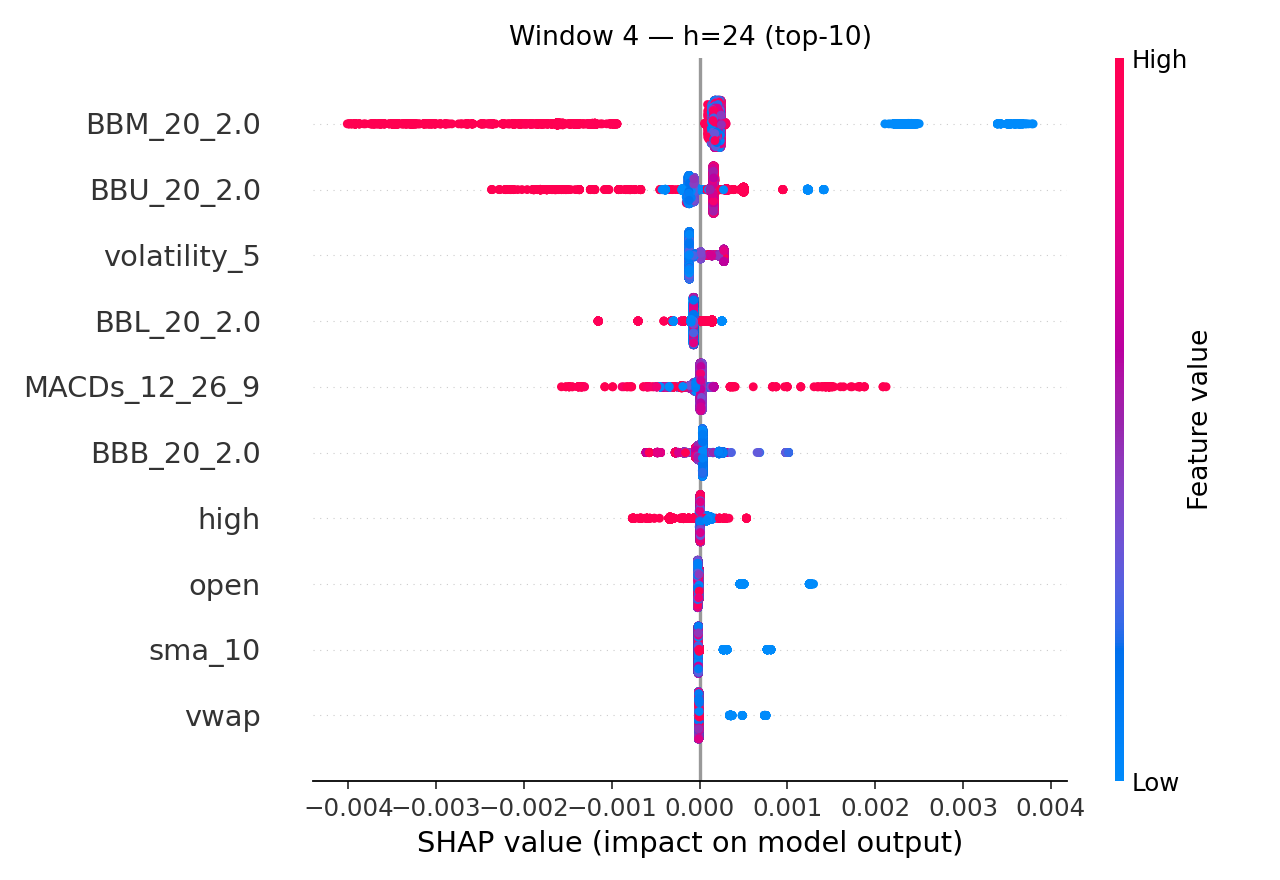 Window 4 — h=24 (top-10)
High
BBM_20_2.0
BBU_20_2.0
volatility_5
BBL_20_2.0
MACDs_12_26_9
BBB_20_2.0
high
open
sma_10
vwap
Feature value
Low
−0.004 −0.003 −0.002 −0.001 0.000 0.001 0.002 0.003 0.004
SHAP value (impact on model output)